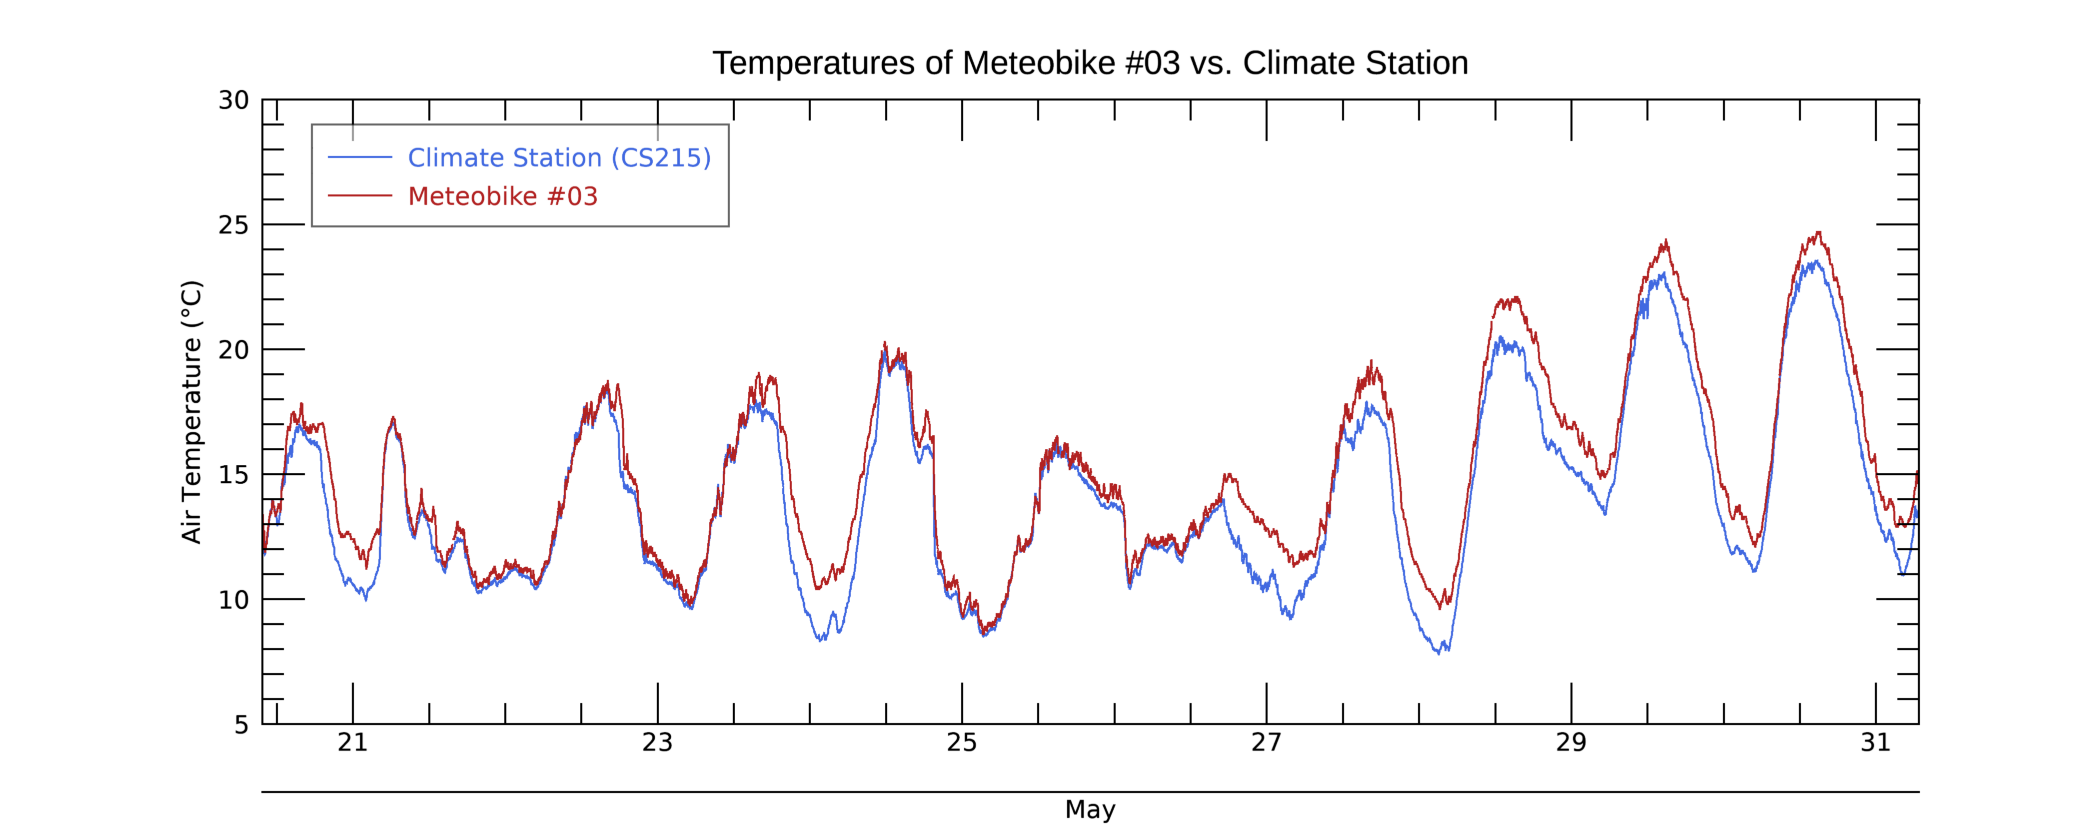 Temperatures of Meteobike #03 vs. Climate Station
30
25
20
15
10
5
Air Temperature (°C)
Climate Station (CS215)
Meteobike #03
21 23 25 27 29 31
May